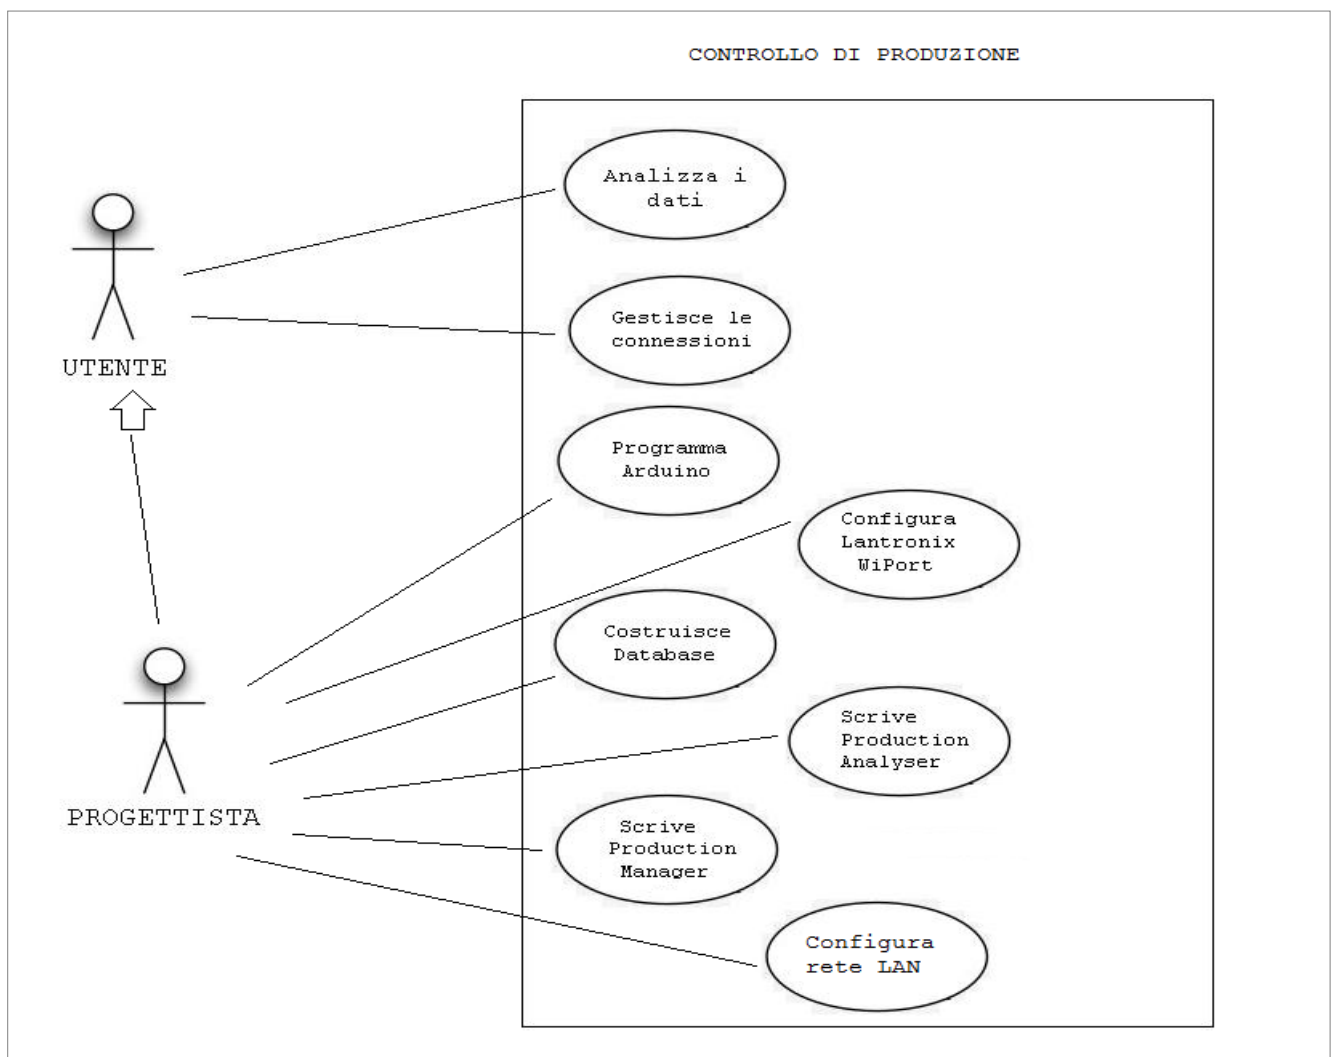 CONTROLLO DI PRODUZIONE
Analizza i
dati
Gestisce le
connessioni
UTENTE
Programma
Arduino
Configura
Lantronix
WiPort
Costruisce
Database
Scrive
Production
Analyser
PROGETTISTA
Scrive
Production
Manager
Configura
rete LAN